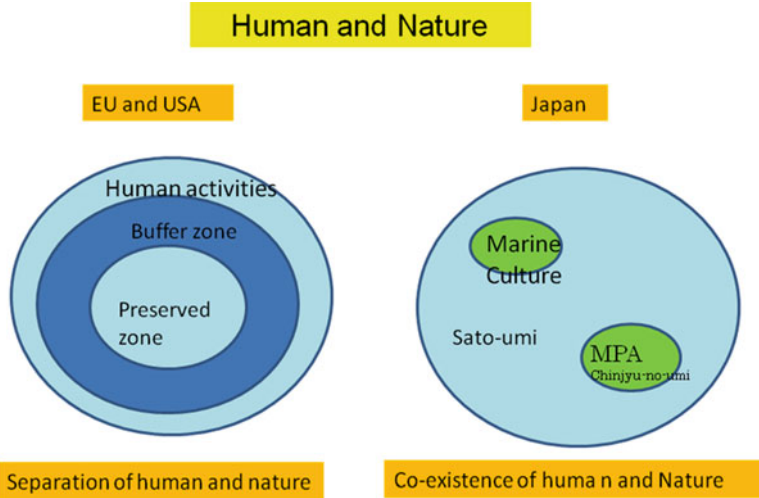 Human and Nature
EU and USA
Japan
Human activities
Buffer zone
Preserved
zone
Marine
Culture
Sato-umi
MPA
Chinjyu-no-umi
Separation of human and nature
Co-existence of huma n and Nature